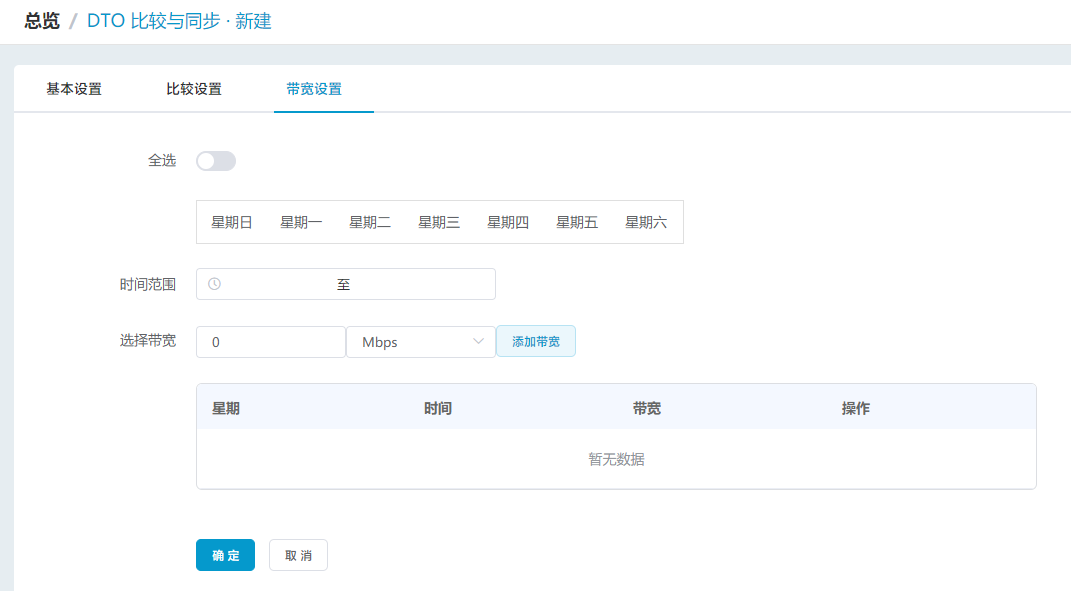 总览 / DTO 比较与同步 · 新建
基本设置 比较设置 带宽设置
全选
星期日 星期一 星期二 星期三 星期四 星期五 星期六
时间范围 至
选择带宽 0 Mbps 添加带宽
星期 时间 带宽 操作
暂无数据
确定 取消